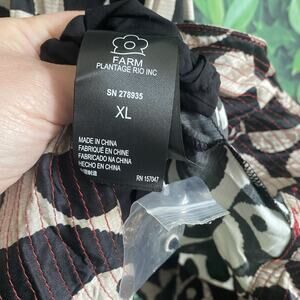 FARM
PLANTAGE RIO INC
SN 278935
XL
MADE IN CHINA
FABRIQUÉ EN CHINE
FABRICADO NA CHINA
HECHO EN CHINA
RN 157047